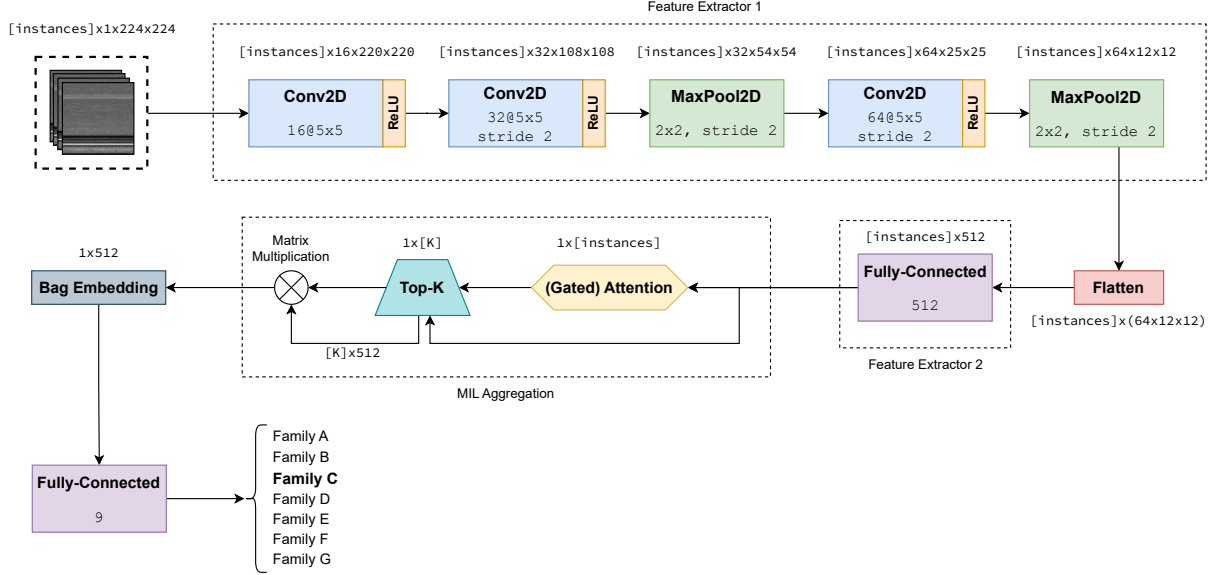 Feature Extractor 1
[instances]x1x224x224
[instances]x16x220x220
[instances]x32x108x108
[instances]x32x54x54
[instances]x64x25x25
[instances]x64x12x12
Conv2D
16@5x5
ReLU
Conv2D
32@5x5
stride 2
ReLU
MaxPool2D
2x2, stride 2
Conv2D
64@5x5
stride 2
ReLU
MaxPool2D
2x2, stride 2
[instances]x512
Fully-Connected
512
Feature Extractor 2
Flatten
[instances]x(64x12x12)
1x[instances]
(Gated) Attention
1x[K]
Top-K
[K]x512
Matrix
Multiplication
MIL Aggregation
1x512
Bag Embedding
Fully-Connected
9
Family A
Family B
Family C
Family D
Family E
Family F
Family G